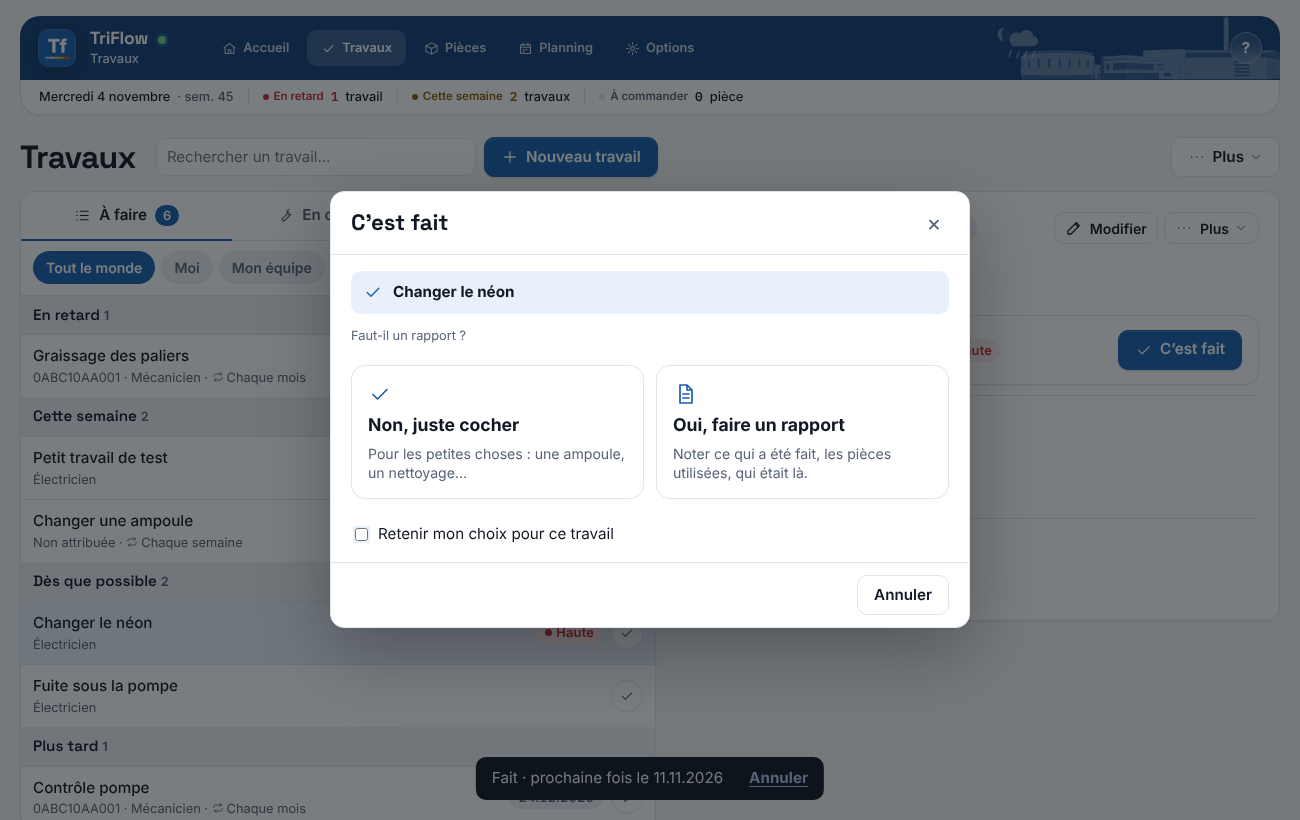 Tf
TriFlow
Travaux
Accueil
Travaux
Pièces
Planning
Options
?
Mercredi 4 novembre · sem. 45
En retard 1 travail
Cette semaine 2 travaux
À commander 0 pièce
Travaux
Rechercher un travail…
Nouveau travail
··· Plus
À faire 6
En
Tout le monde
Moi
Mon équipe
Modifier
··· Plus
C’est fait
C’est fait
Changer le néon
Faut-il un rapport ?
Non, juste cocher
Pour les petites choses : une ampoule,
un nettoyage…
Oui, faire un rapport
Noter ce qui a été fait, les pièces
utilisées, qui était là.
Retenir mon choix pour ce travail
Annuler
En retard 1
Graissage des paliers
0ABC10AA001 · Mécanicien · Chaque mois
Cette semaine 2
Petit travail de test
Électricien
Changer une ampoule
Non attribuée · Chaque semaine
Dès que possible 2
Changer le néon
Électricien
Haute
Fuite sous la pompe
Électricien
Plus tard 1
Contrôle pompe
0ABC10AA001 · Mécanicien · Chaque mois
Fait · prochaine fois le 11.11.2026
Annuler